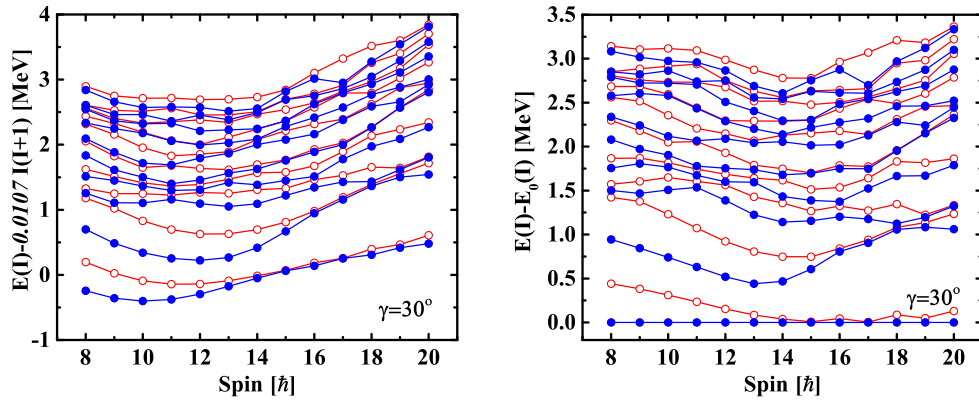 E(I)-0.0107 I(I+1) [MeV]
4
3
2
1
0
-1
8 10 12 14 16 18 20
Spin [ħ]
γ=30°
E(I)-E₀(I) [MeV]
3.5
3.0
2.5
2.0
1.5
1.0
0.5
0.0
8 10 12 14 16 18 20
Spin [ħ]
γ=30°